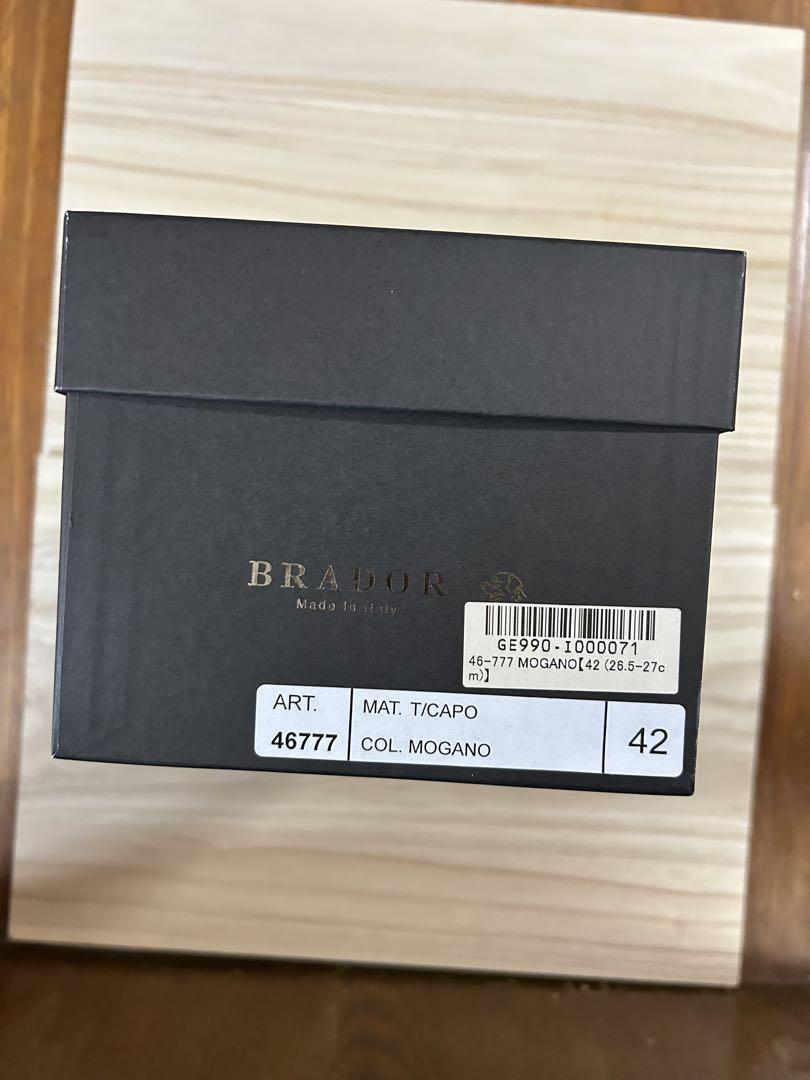 BRADOR
Made in Italy
GE990-I000071
46-777 MOGANO【42 (26.5-27c
m)】
ART.
46777
MAT. T/CAPO
COL. MOGANO
42